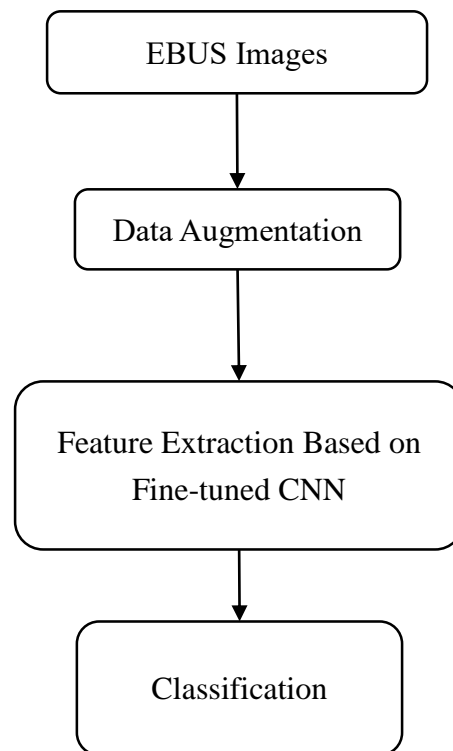 EBUS Images
Data Augmentation
Feature Extraction Based on
Fine-tuned CNN
Classification